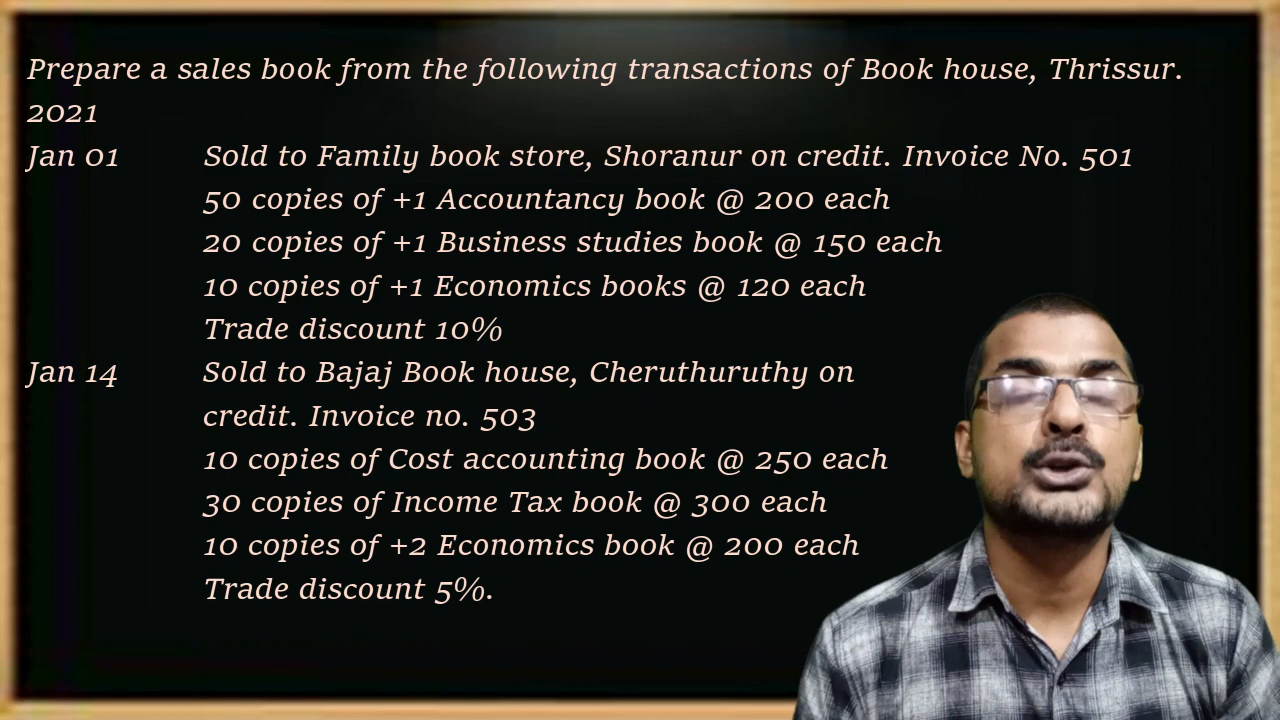 Prepare a sales book from the following transactions of Book house, Thrissur.
2021
Jan 01 Sold to Family book store, Shoranur on credit. Invoice No. 501
50 copies of +1 Accountancy book @ 200 each
20 copies of +1 Business studies book @ 150 each
10 copies of +1 Economics books @ 120 each
Trade discount 10%
Jan 14 Sold to Bajaj Book house, Cheruthuruthy on
credit. Invoice no. 503
10 copies of Cost accounting book @ 250 each
30 copies of Income Tax book @ 300 each
10 copies of +2 Economics book @ 200 each
Trade discount 5%.